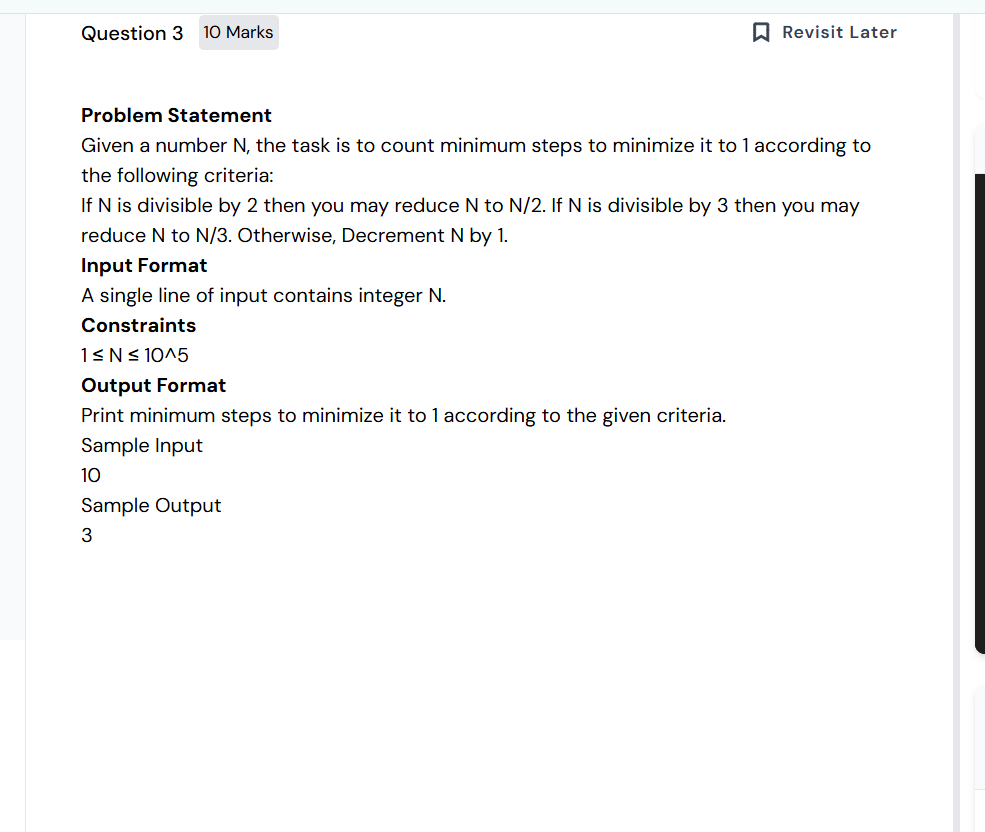 Question 3 10 Marks Revisit Later
Problem Statement
Given a number N, the task is to count minimum steps to minimize it to 1 according to
the following criteria:
If N is divisible by 2 then you may reduce N to N/2. If N is divisible by 3 then you may
reduce N to N/3. Otherwise, Decrement N by 1.
Input Format
A single line of input contains integer N.
Constraints
1 ≤ N ≤ 10^5
Output Format
Print minimum steps to minimize it to 1 according to the given criteria.
Sample Input
10
Sample Output
3